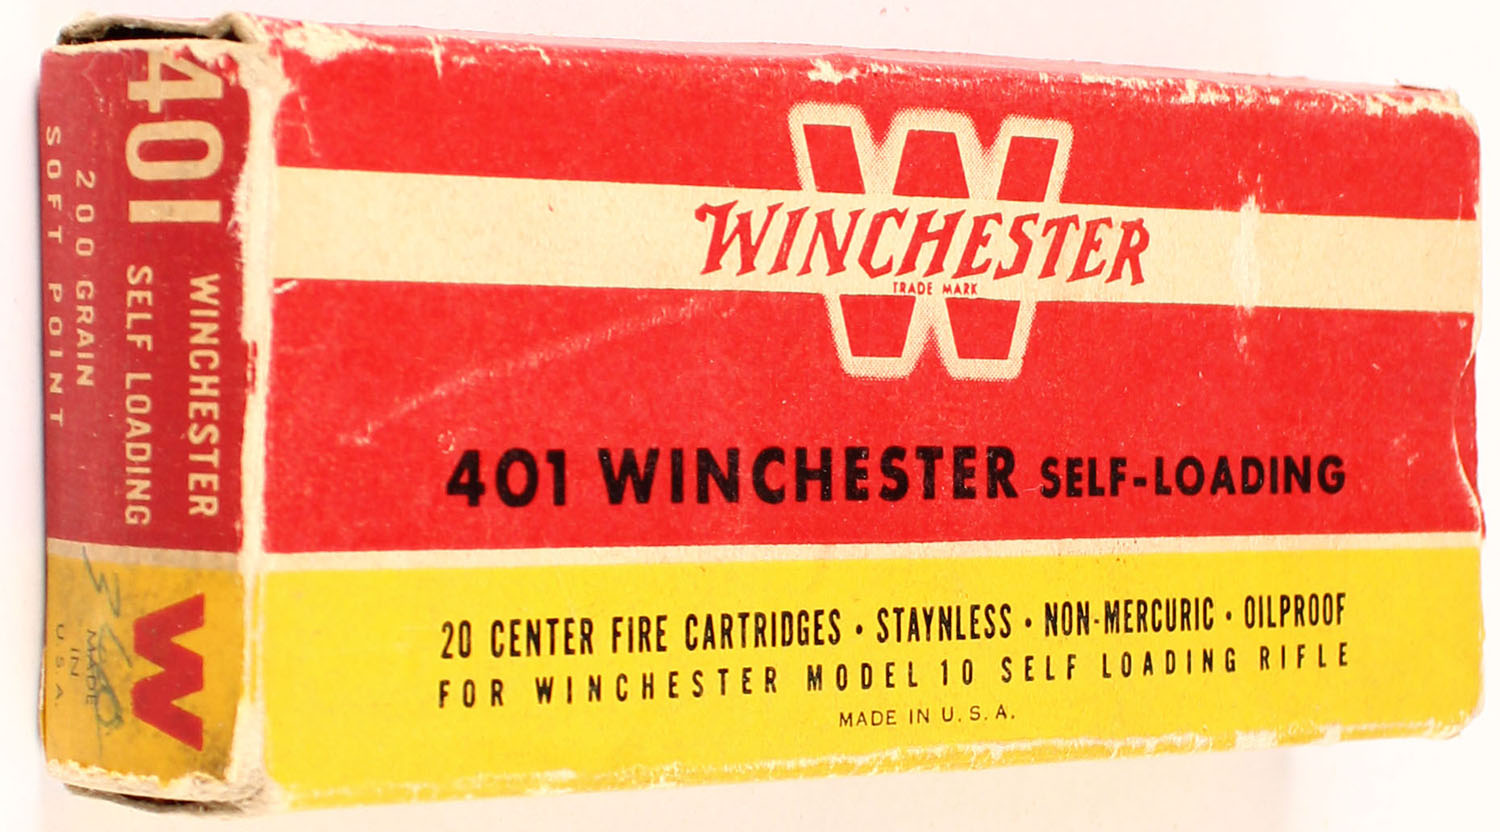 401
WINCHESTER
SELF LOADING
200 GRAIN
SOFT POINT
W
MADE
IN
U.S.A.
W
WINCHESTER
TRADE MARK
401 WINCHESTER SELF-LOADING
20 CENTER FIRE CARTRIDGES · STAYNLESS · NON-MERCURIC · OILPROOF
FOR WINCHESTER MODEL 10 SELF LOADING RIFLE
MADE IN U.S.A.